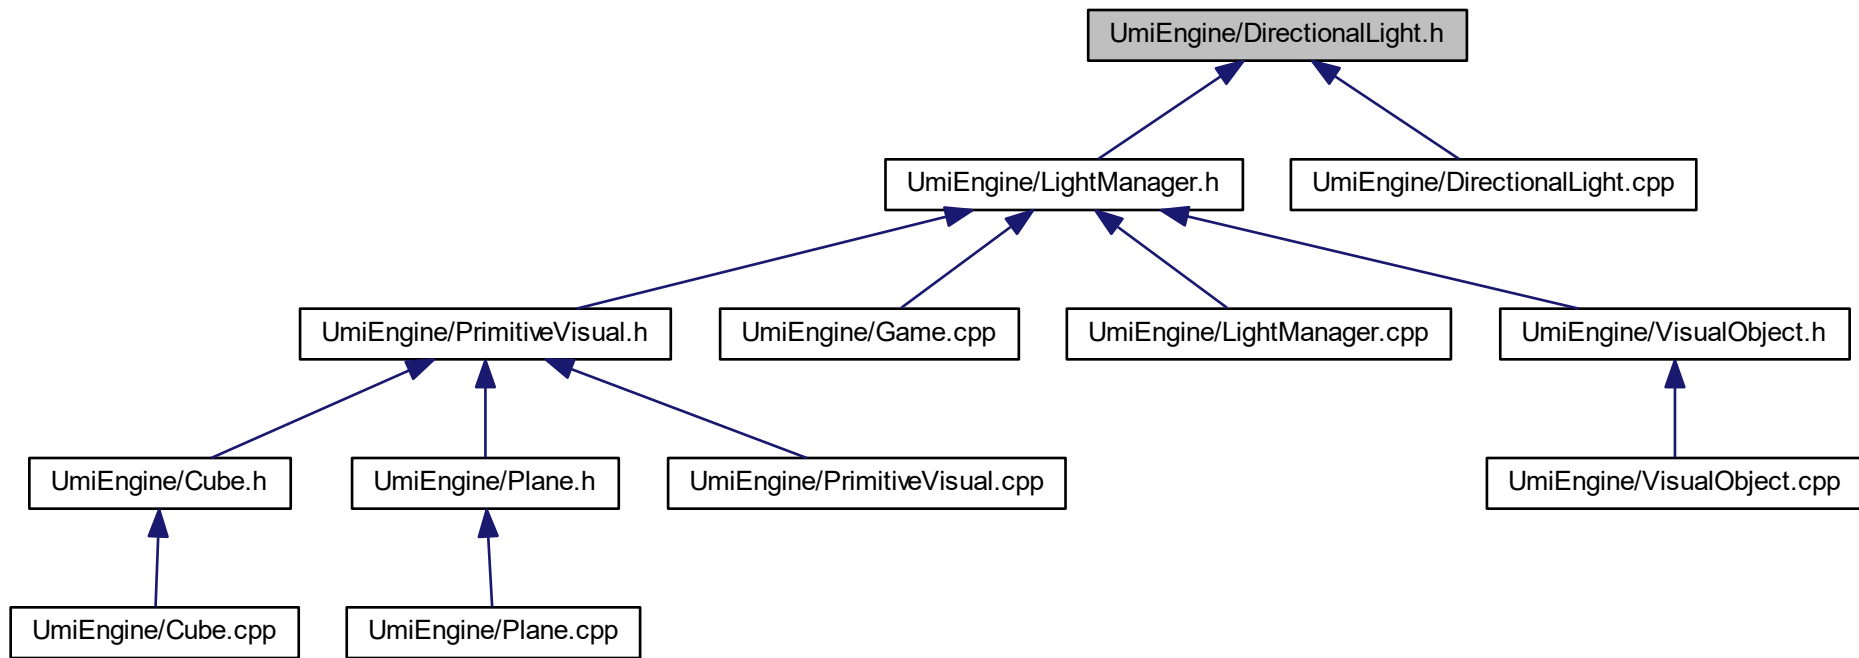 UmiEngine/DirectionalLight.h
UmiEngine/LightManager.h
UmiEngine/DirectionalLight.cpp
UmiEngine/PrimitiveVisual.h
UmiEngine/Game.cpp
UmiEngine/LightManager.cpp
UmiEngine/VisualObject.h
UmiEngine/Cube.h
UmiEngine/Plane.h
UmiEngine/PrimitiveVisual.cpp
UmiEngine/VisualObject.cpp
UmiEngine/Cube.cpp
UmiEngine/Plane.cpp